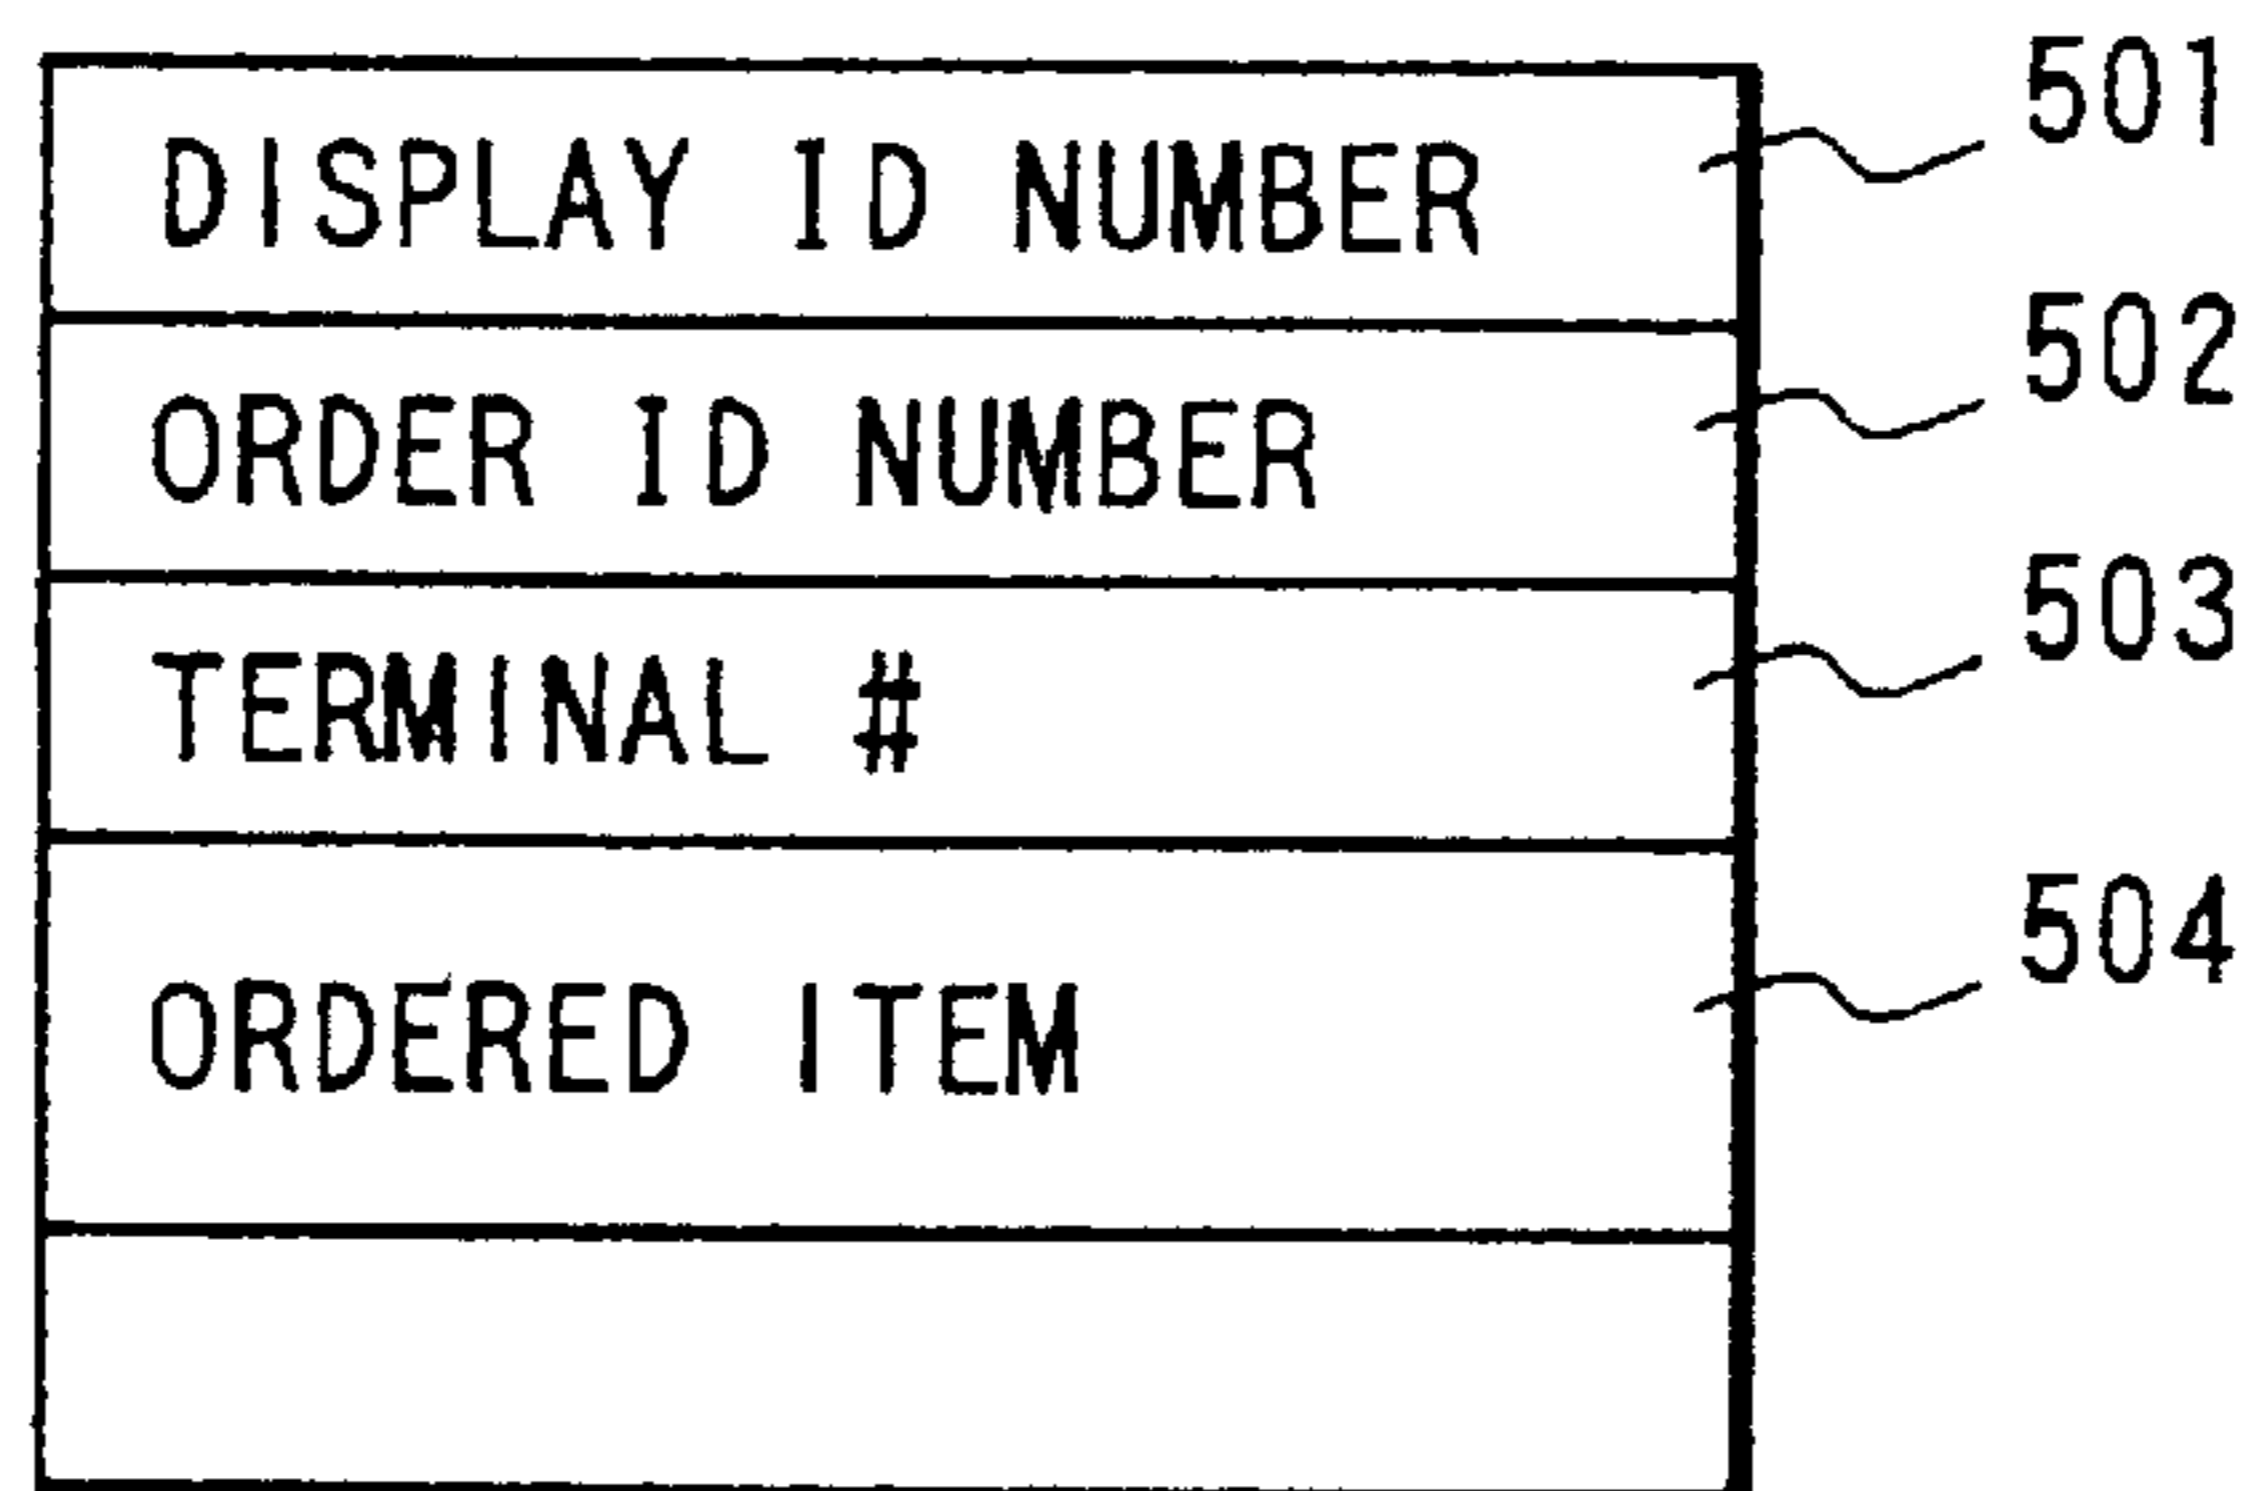 DISPLAY ID NUMBER 501
ORDER ID NUMBER 502
TERMINAL # 503
ORDERED ITEM 504